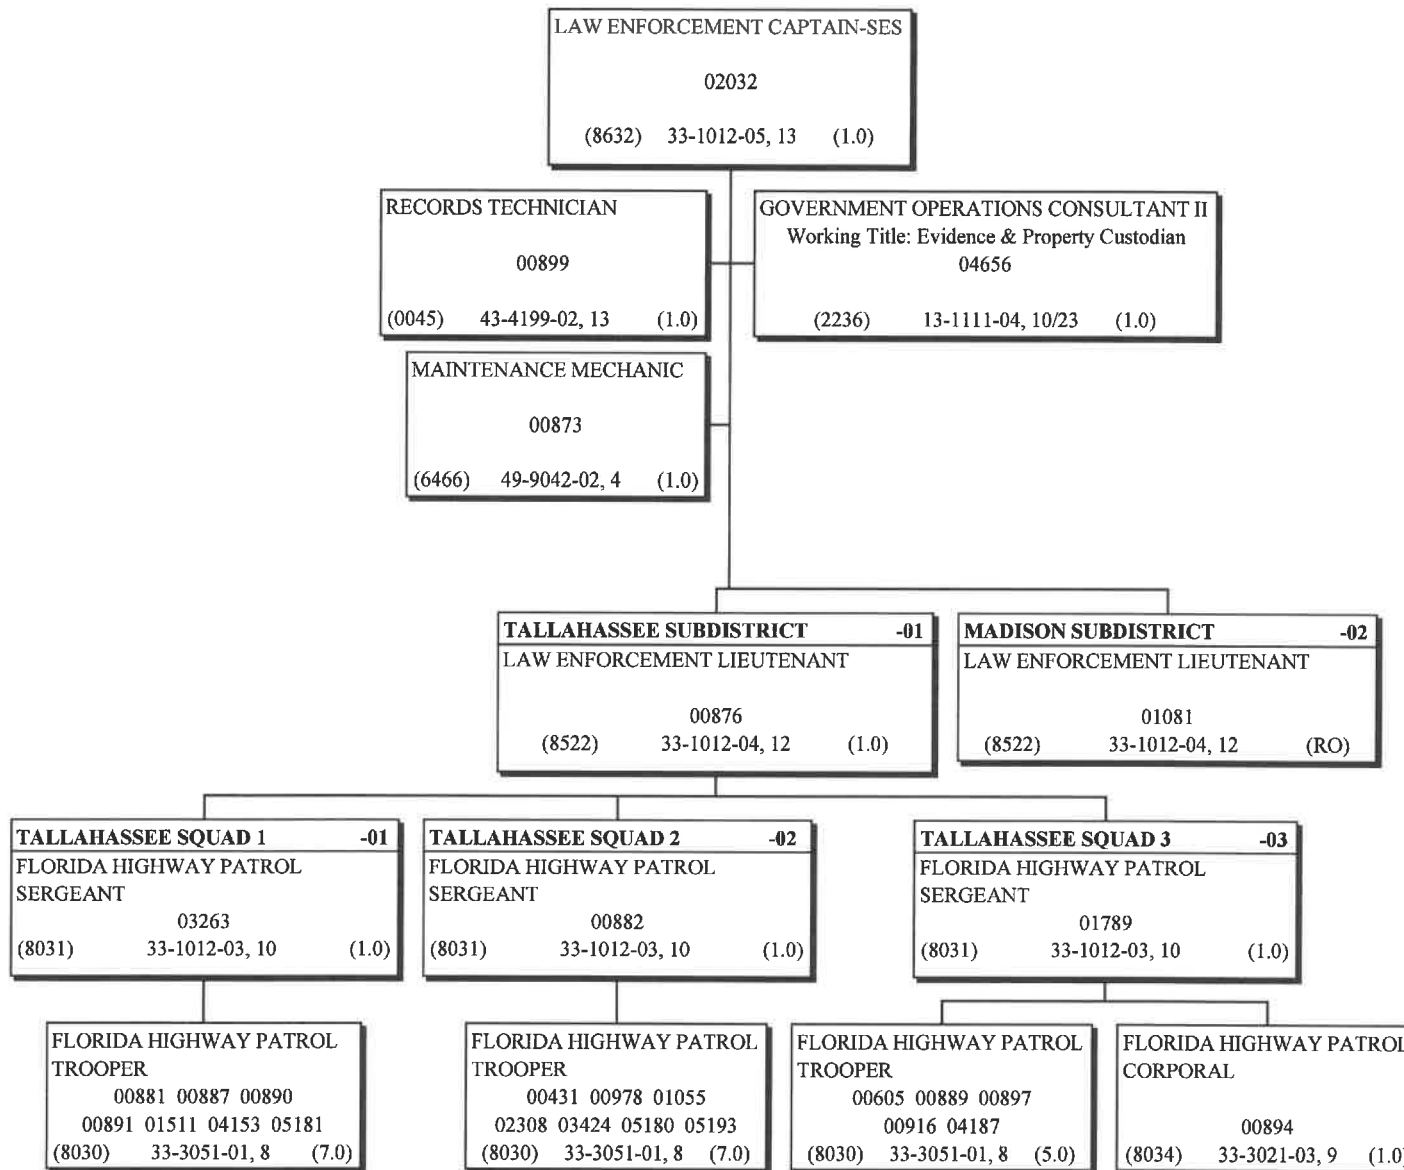 LAW ENFORCEMENT CAPTAIN-SES
02032
(8632) 33-1012-05, 13 (1.0)
RECORDS TECHNICIAN
00899
(0045) 43-4199-02, 13 (1.0)
GOVERNMENT OPERATIONS CONSULTANT II
Working Title: Evidence & Property Custodian
04656
(2236) 13-1111-04, 10/23 (1.0)
MAINTENANCE MECHANIC
00873
(6466) 49-9042-02, 4 (1.0)
TALLAHASSEE SUBDISTRICT -01
LAW ENFORCEMENT LIEUTENANT
00876
(8522) 33-1012-04, 12 (1.0)
MADISON SUBDISTRICT -02
LAW ENFORCEMENT LIEUTENANT
01081
(8522) 33-1012-04, 12 (RO)
TALLAHASSEE SQUAD 1 -01
FLORIDA HIGHWAY PATROL
SERGEANT
03263
(8031) 33-1012-03, 10 (1.0)
TALLAHASSEE SQUAD 2 -02
FLORIDA HIGHWAY PATROL
SERGEANT
00882
(8031) 33-1012-03, 10 (1.0)
TALLAHASSEE SQUAD 3 -03
FLORIDA HIGHWAY PATROL
SERGEANT
01789
(8031) 33-1012-03, 10 (1.0)
FLORIDA HIGHWAY PATROL
TROOPER
00881 00887 00890
00891 01511 04153 05181
(8030) 33-3051-01, 8 (7.0)
FLORIDA HIGHWAY PATROL
TROOPER
00431 00978 01055
02308 03424 05180 05193
(8030) 33-3051-01, 8 (7.0)
FLORIDA HIGHWAY PATROL
TROOPER
00605 00889 00897
00916 04187
(8030) 33-3051-01, 8 (5.0)
FLORIDA HIGHWAY PATROL
CORPORAL
00894
(8034) 33-3021-03, 9 (1.0)